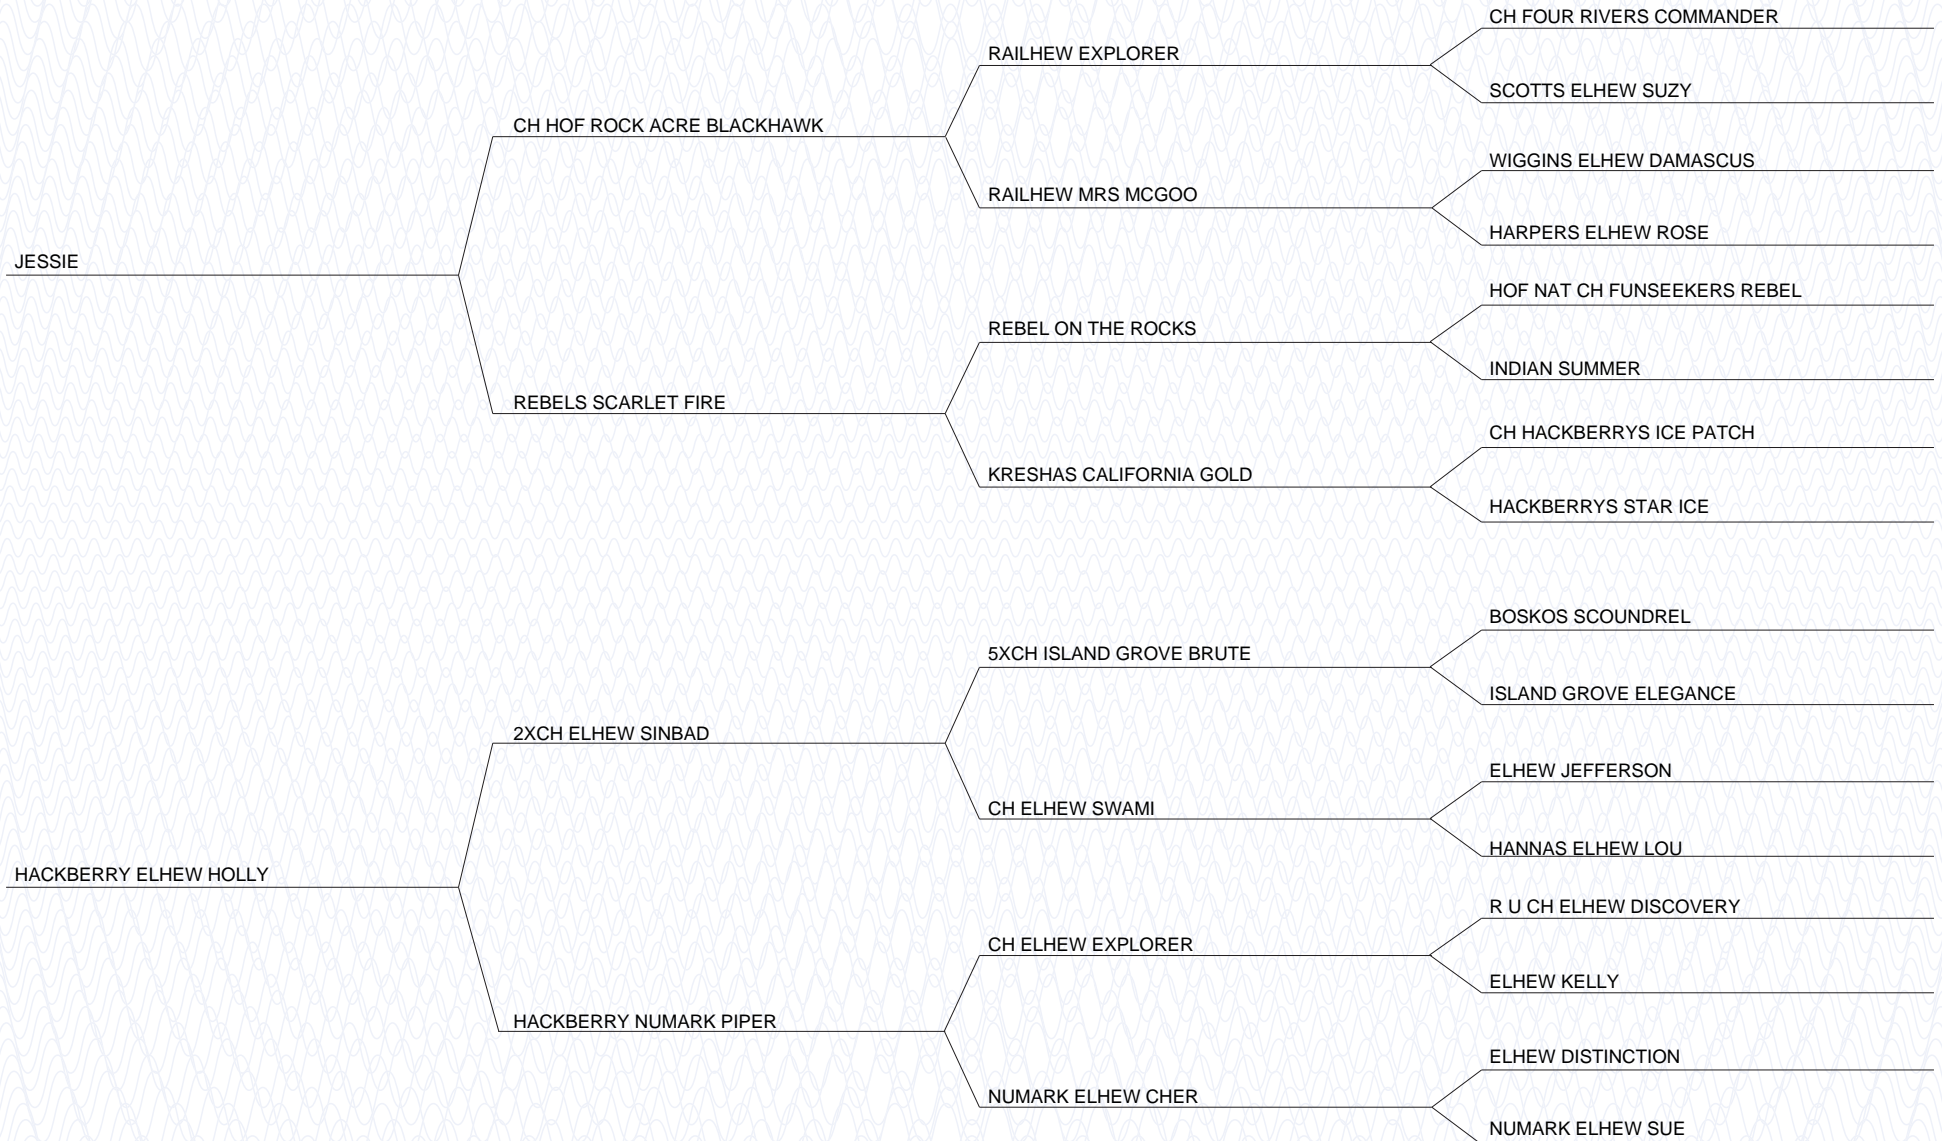 CH FOUR RIVERS COMMANDER
RAILHEW EXPLORER
SCOTTS ELHEW SUZY
CH HOF ROCK ACRE BLACKHAWK
WIGGINS ELHEW DAMASCUS
RAILHEW MRS MCGOO
HARPERS ELHEW ROSE
JESSIE
HOF NAT CH FUNSEEKERS REBEL
REBEL ON THE ROCKS
INDIAN SUMMER
REBELS SCARLET FIRE
CH HACKBERRYS ICE PATCH
KRESHAS CALIFORNIA GOLD
HACKBERRYS STAR ICE
BOSKOS SCOUNDREL
5XCH ISLAND GROVE BRUTE
ISLAND GROVE ELEGANCE
2XCH ELHEW SINBAD
ELHEW JEFFERSON
CH ELHEW SWAMI
HANNAS ELHEW LOU
HACKBERRY ELHEW HOLLY
R U CH ELHEW DISCOVERY
CH ELHEW EXPLORER
ELHEW KELLY
HACKBERRY NUMARK PIPER
ELHEW DISTINCTION
NUMARK ELHEW CHER
NUMARK ELHEW SUE